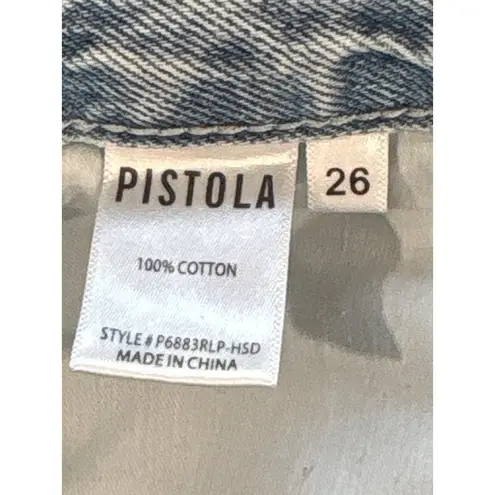 PISTOLA
26
100% COTTON
STYLE # P6883RLP-HSD
MADE IN CHINA